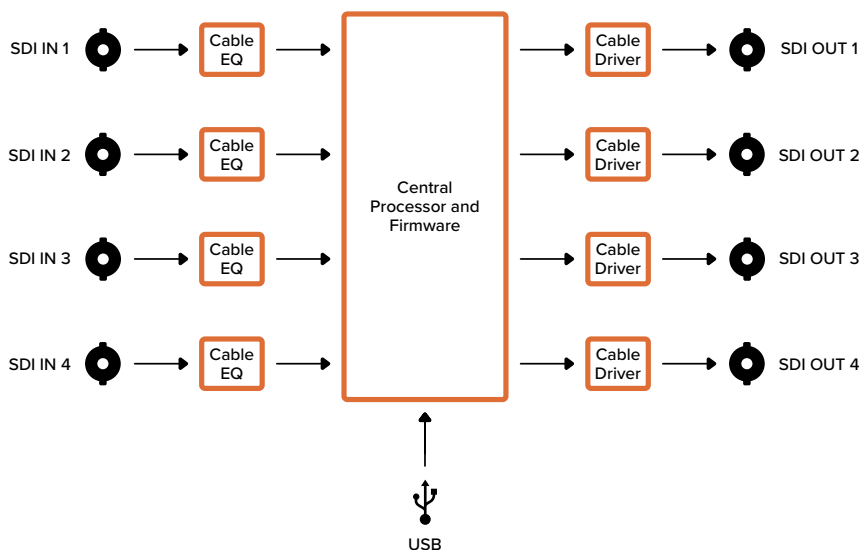 SDI IN 1
Cable
EQ
Cable
Driver
SDI OUT 1
SDI IN 2
Cable
EQ
Cable
Driver
SDI OUT 2
Central
Processor and
Firmware
SDI IN 3
Cable
EQ
Cable
Driver
SDI OUT 3
SDI IN 4
Cable
EQ
Cable
Driver
SDI OUT 4
USB